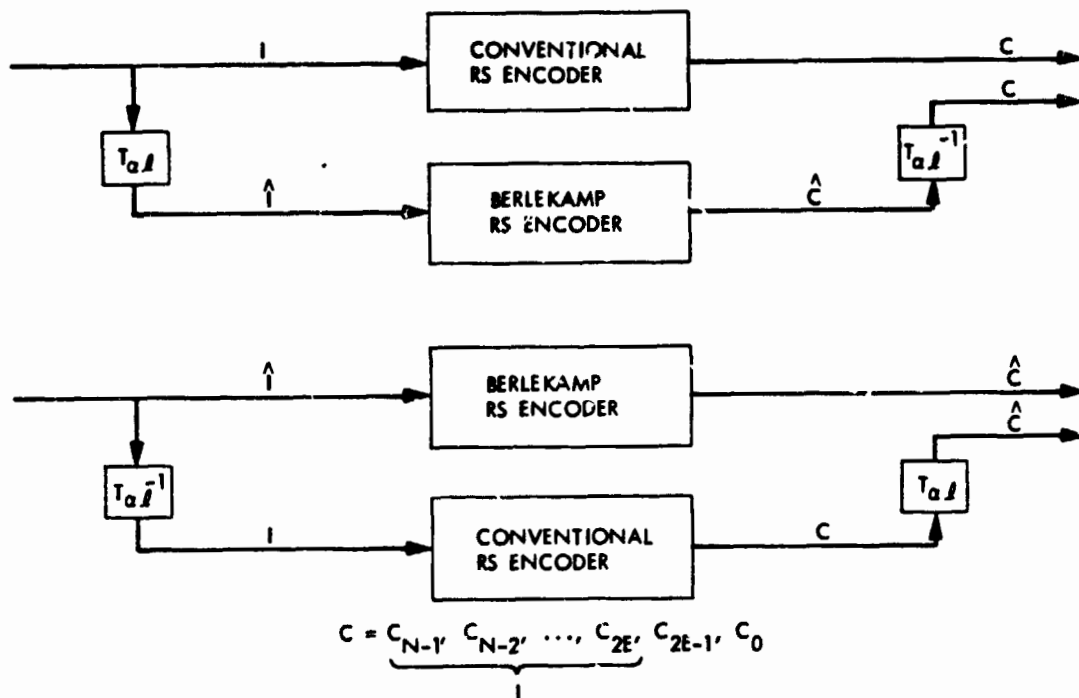 I
CONVENTIONAL
RS ENCODER
C
C
Tαℓ
Tαℓ⁻¹
Î
BERLEKAMP
RS ENCODER
Ĉ
Î
BERLEKAMP
RS ENCODER
Ĉ
Ĉ
Tαℓ⁻¹
Tαℓ
I
CONVENTIONAL
RS ENCODER
C
C = C_{N-1}, C_{N-2}, ..., C_{2E}, C_{2E-1}, C_0
I